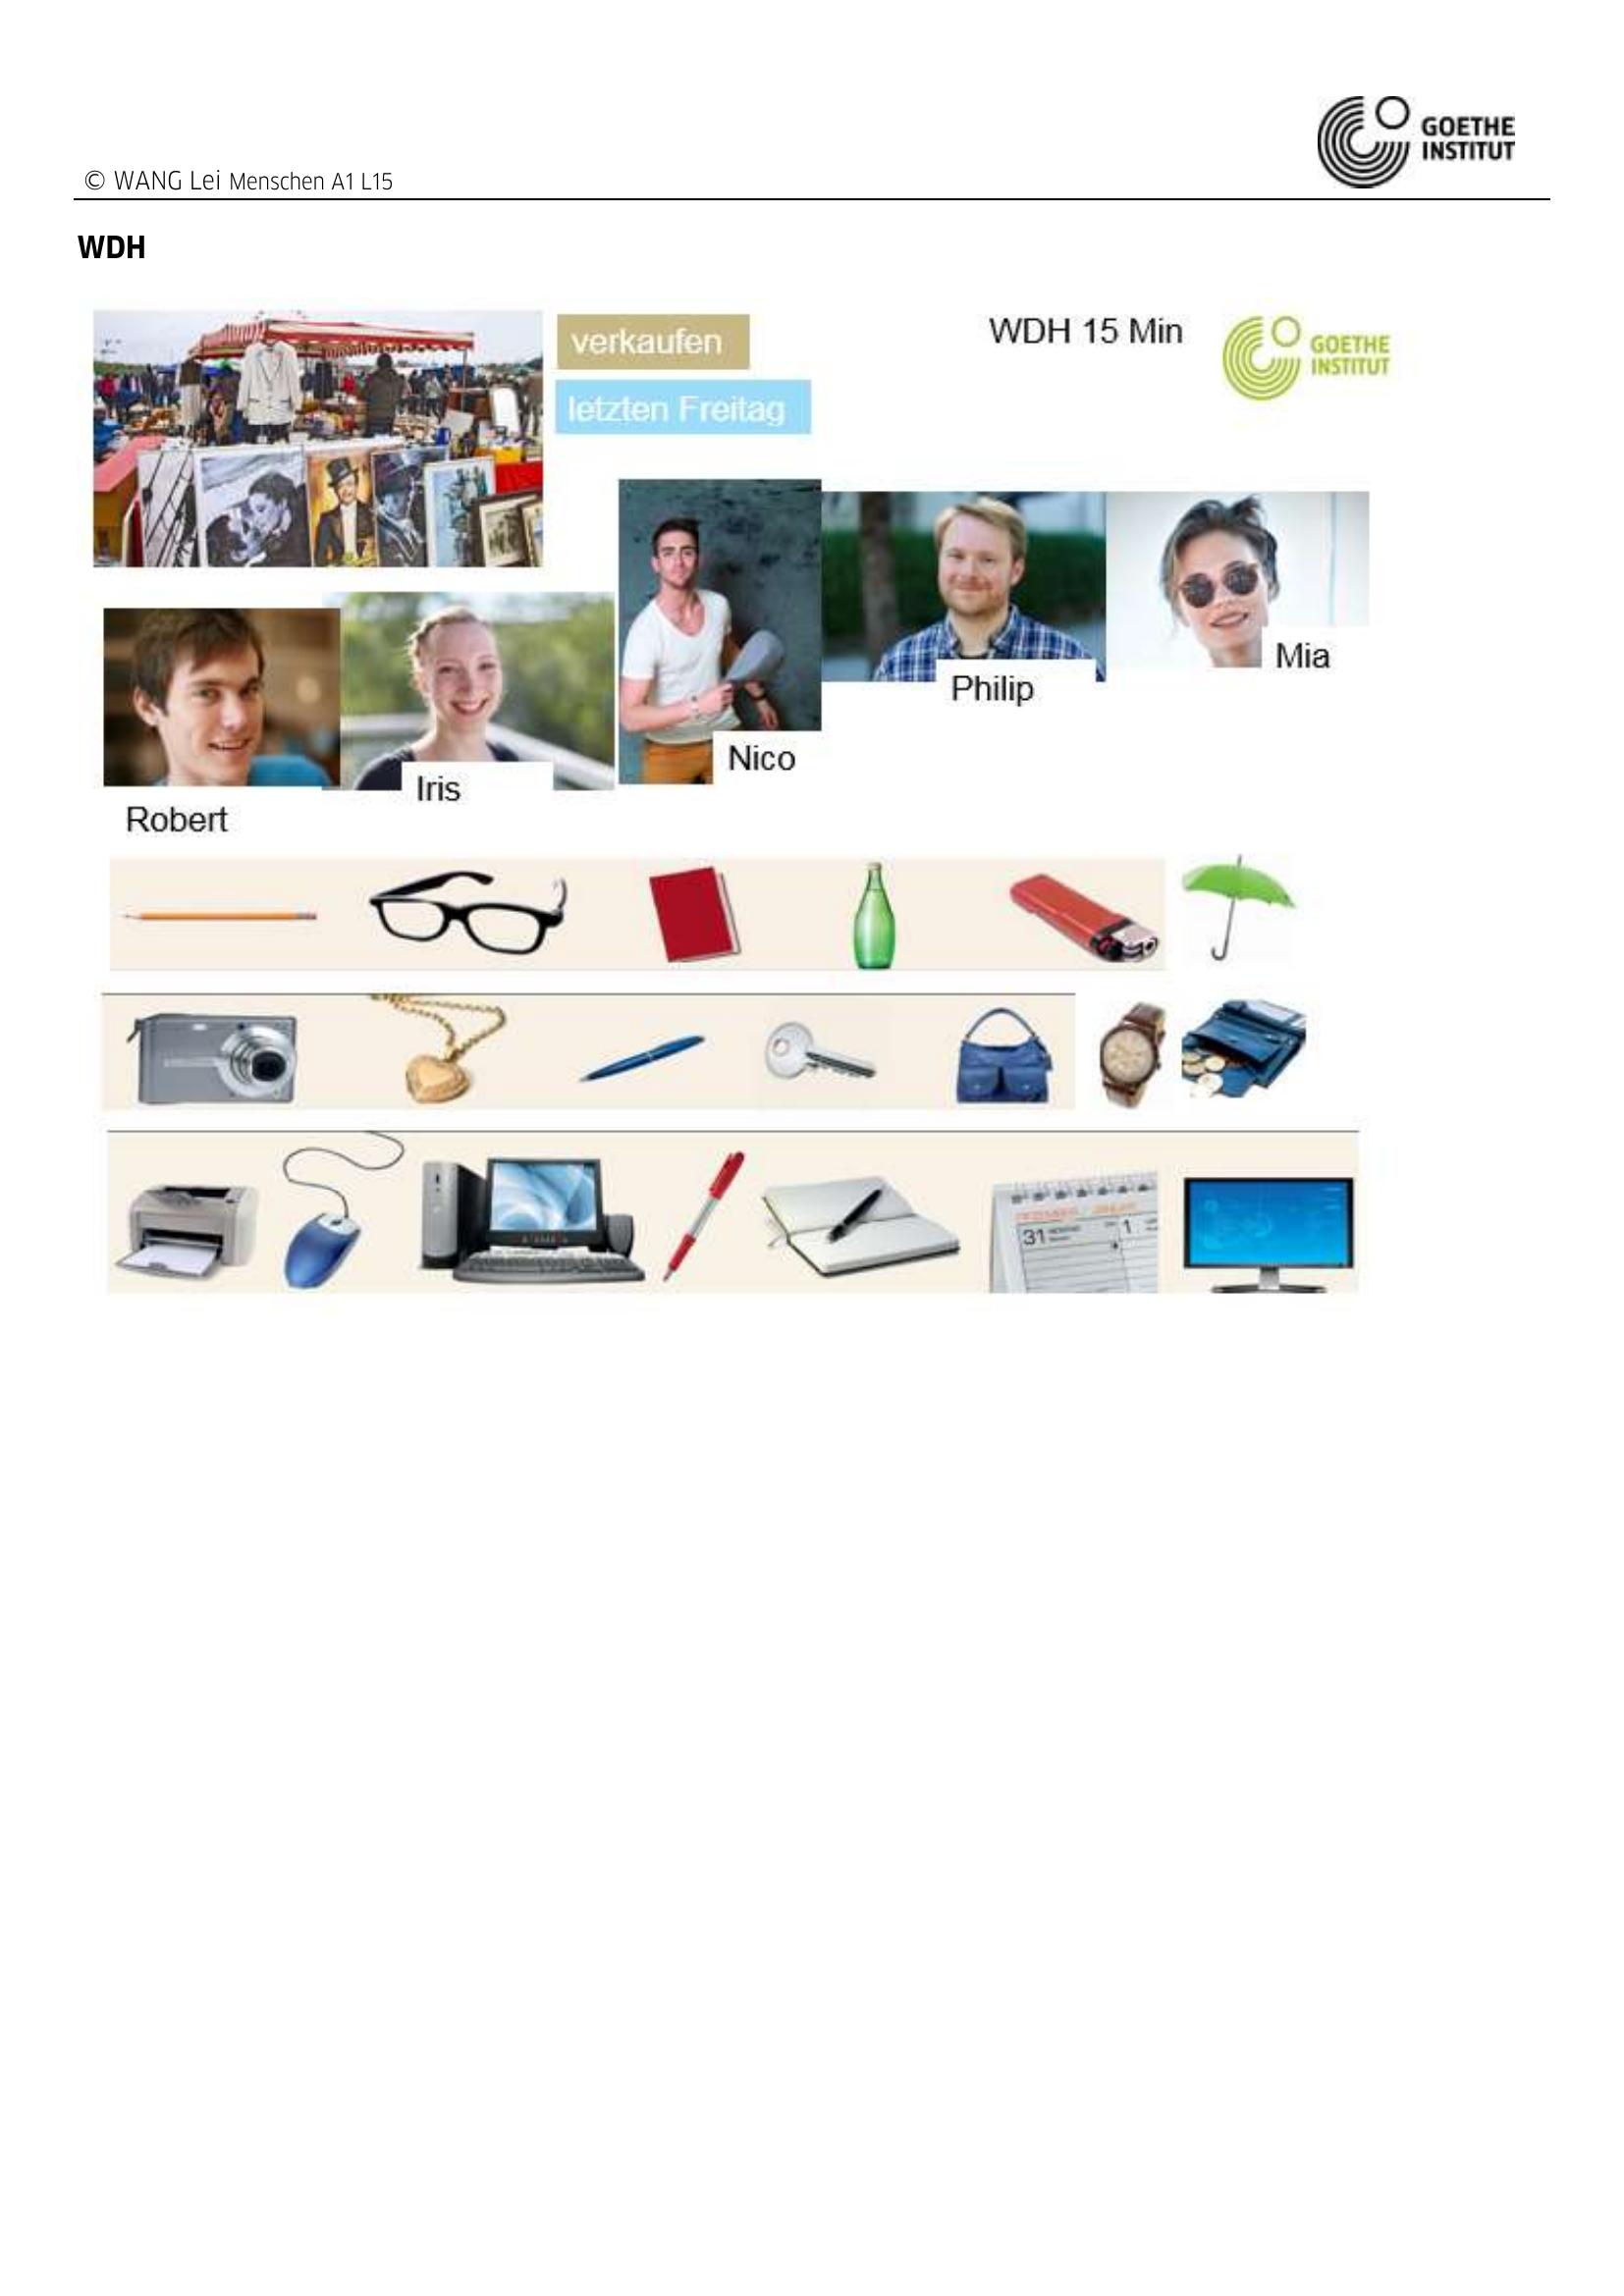 GOETHE
INSTITUT
© WANG Lei Menschen A1 L15
WDH
verkaufen
WDH 15 Min
GOETHE
INSTITUT
letzten Freitag
Mia
Philip
Nico
Iris
Robert
31
1